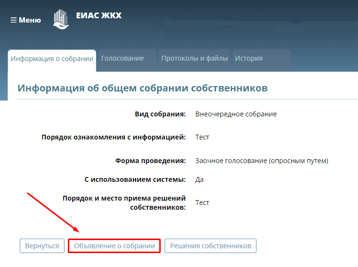 Меню
ЕИАС ЖКХ
Информация о собрании Голосование Протоколы и файлы История
Информация об общем собрании собственников
Вид собрания: Внеочередное собрание
Порядок ознакомления с информацией: Тест
Форма проведения: Заочное голосование (опросным путем)
С использованием системы: Да
Порядок и место приема решений
собственников: Тест
Вернуться Объявление о собрании Решения собственников